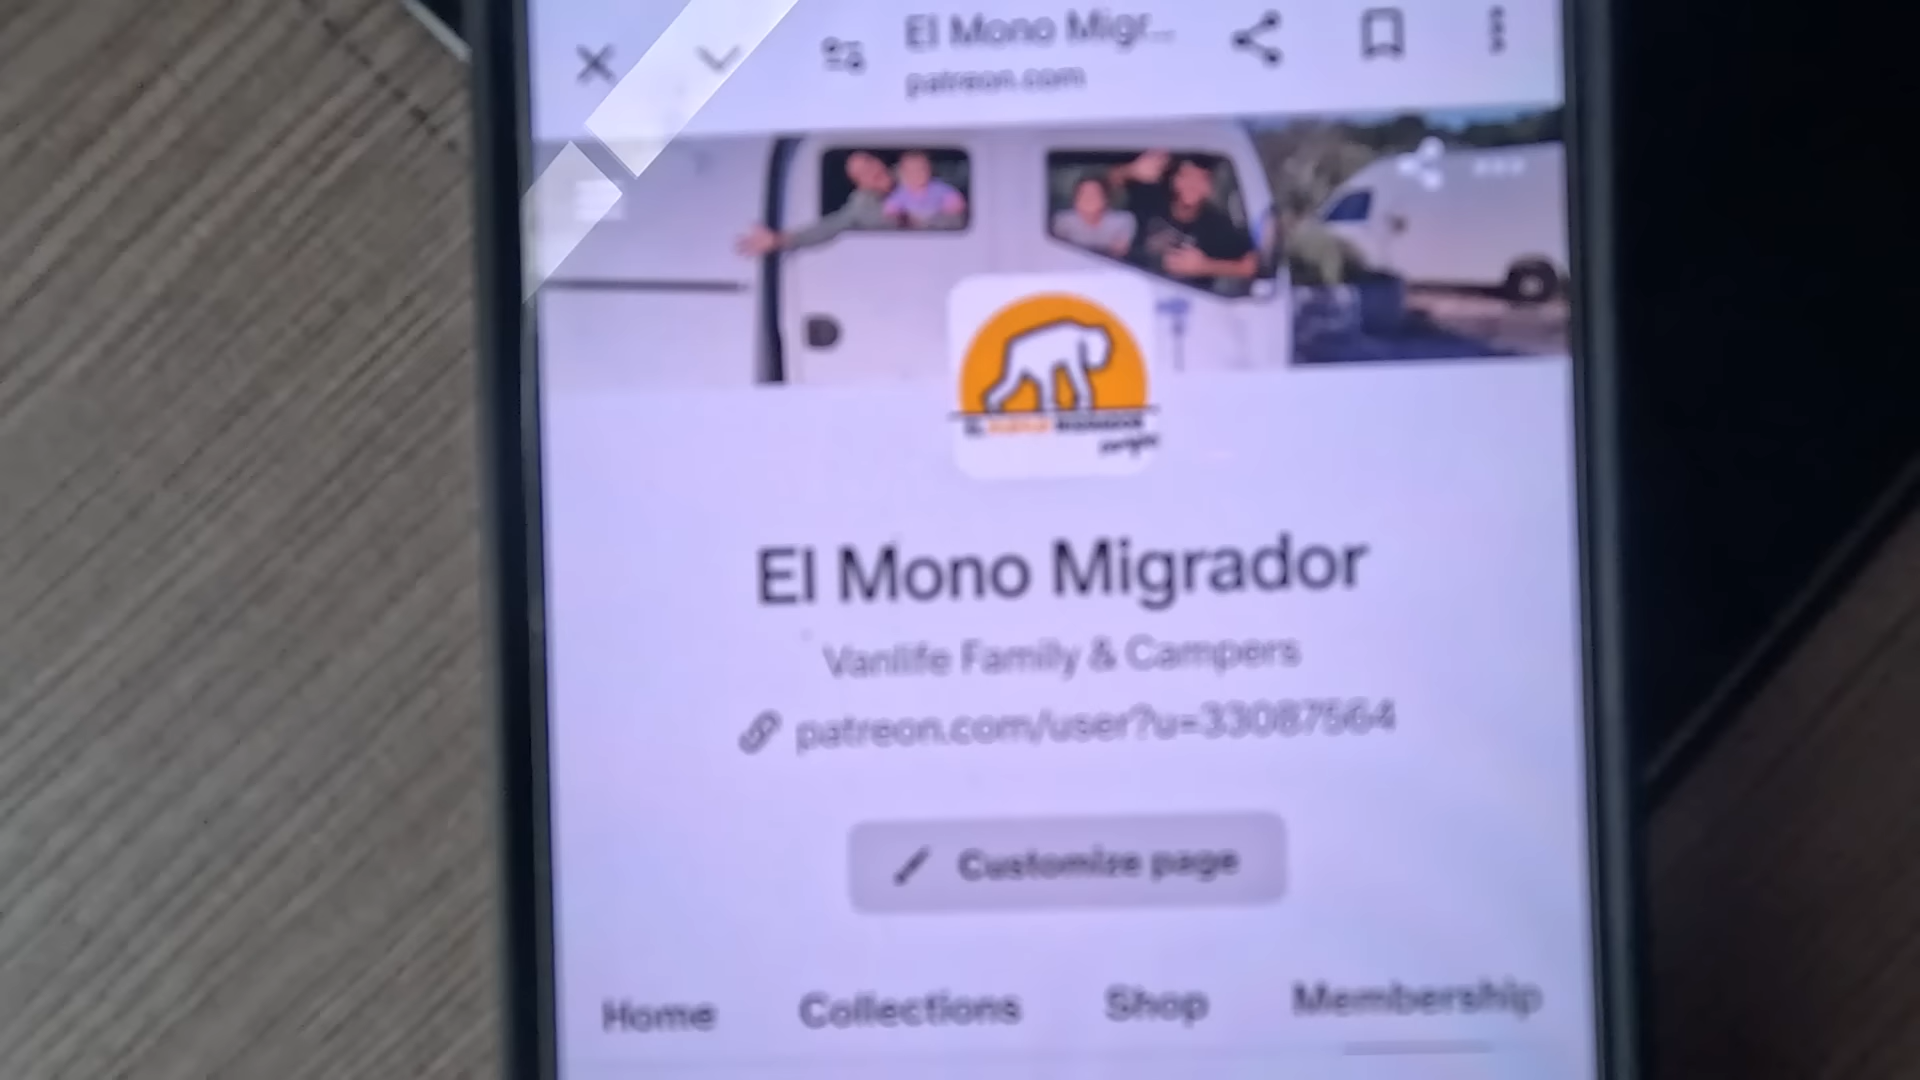 El Mono Migr...
patreon.com
El Mono Migrador
Vanlife Family & Campers
patreon.com/user?u=33087564
Customize page
Home Collections Shop Membership